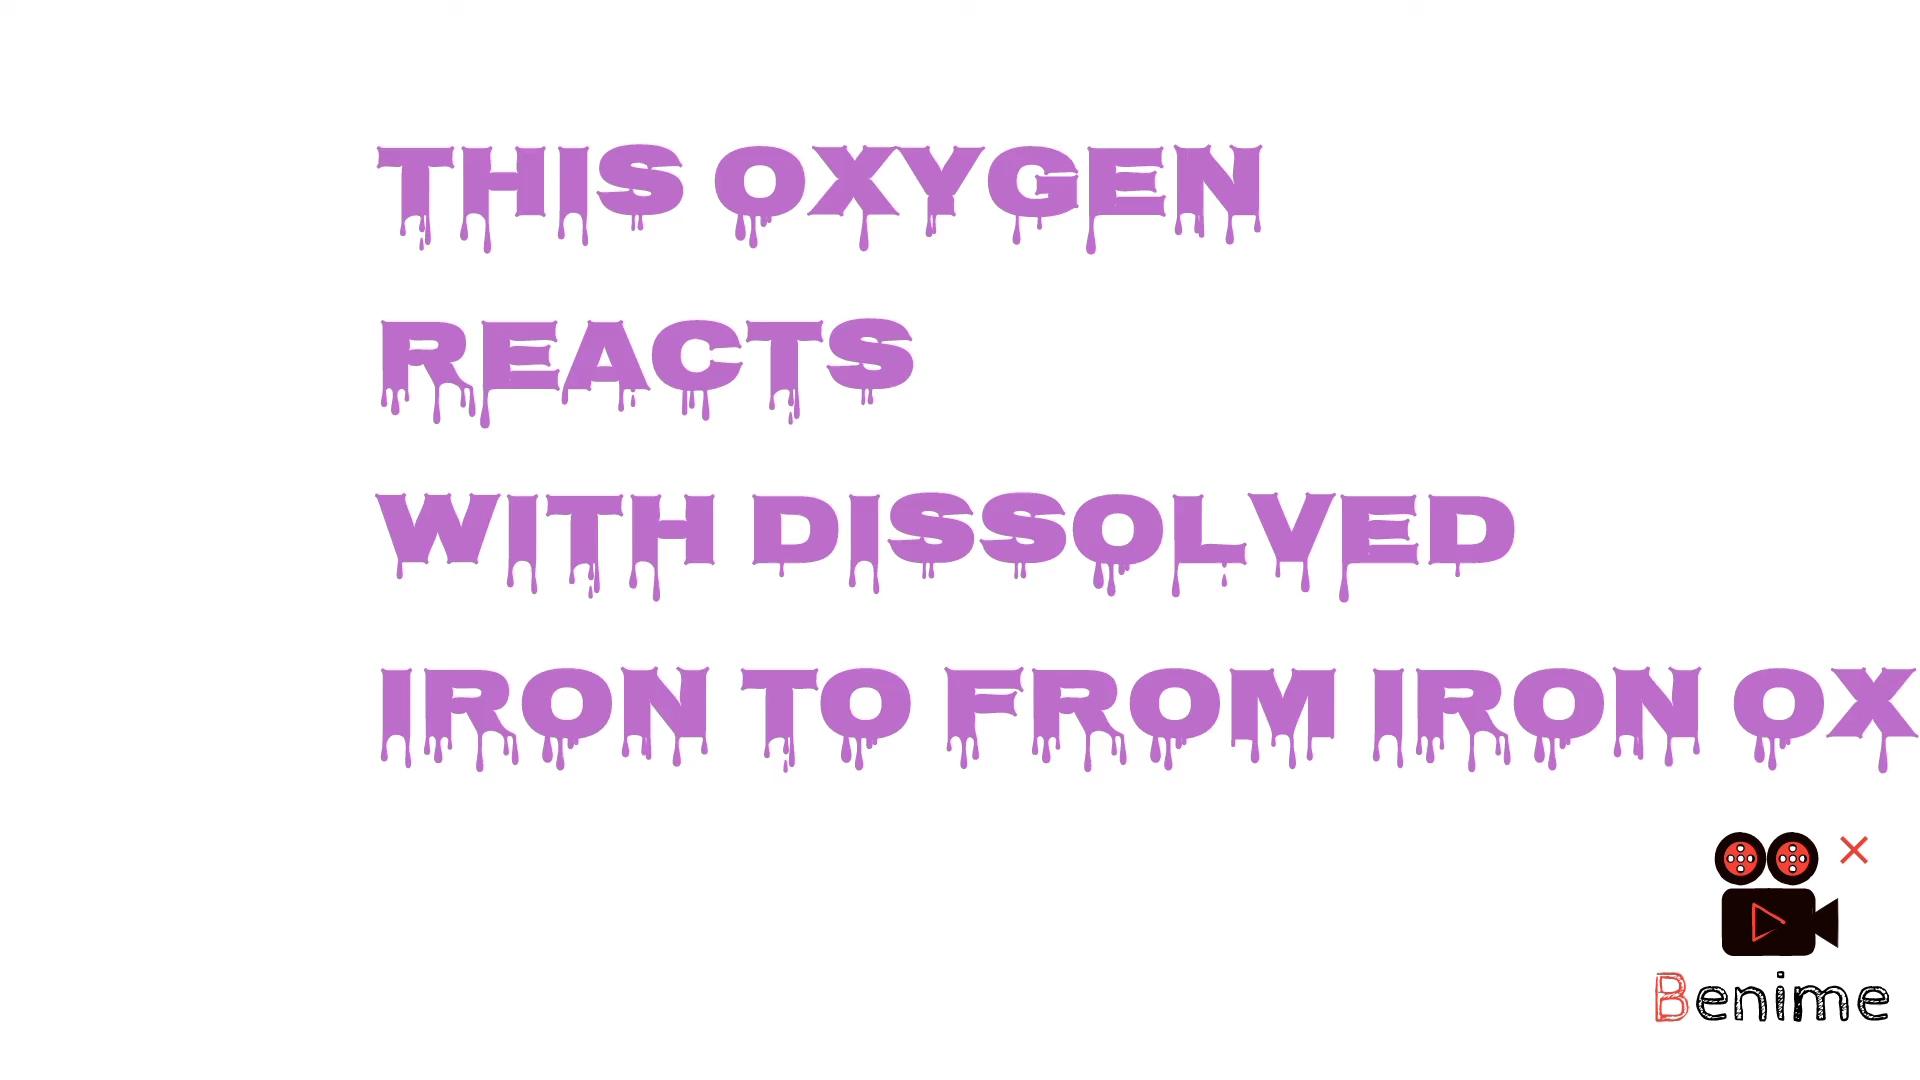 THIS OXYGEN
REACTS
WITH DISSOLVED
IRON TO FROM IRON OX
Benime